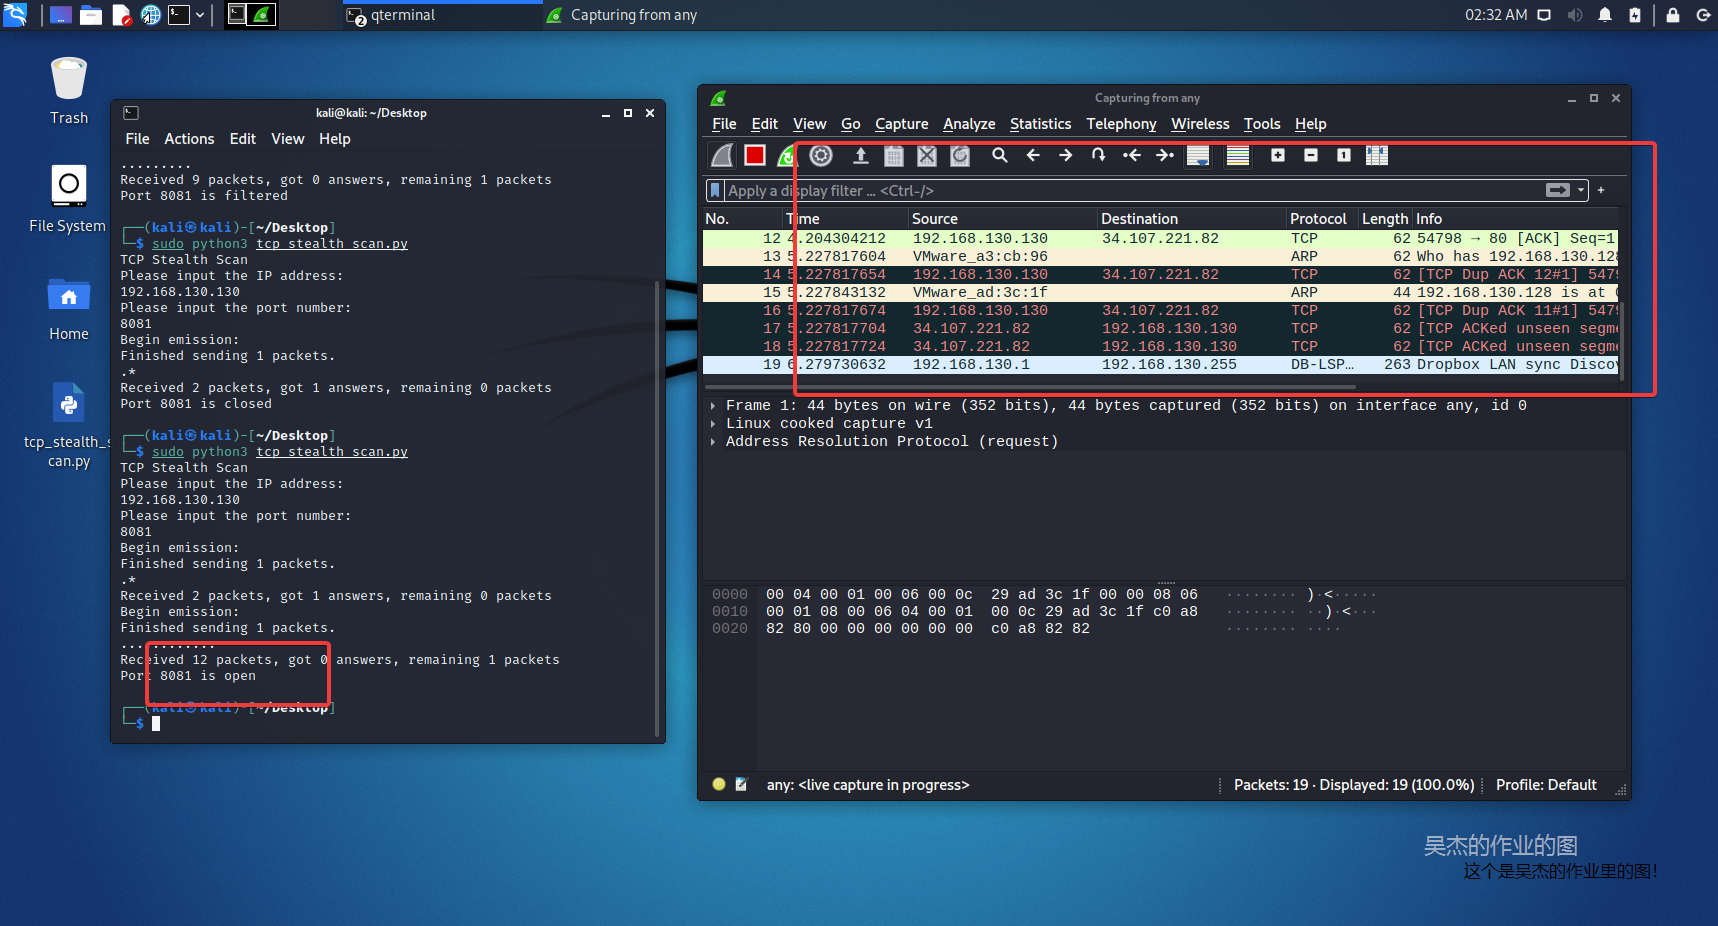 qterminal
Capturing from any
02:32 AM
Trash
File System
Home
tcp_stealth_s
can.py
kali@kali: ~/Desktop
File Actions Edit View Help
.........
Received 9 packets, got 0 answers, remaining 1 packets
Port 8081 is filtered
┌──(kali㉿kali)-[~/Desktop]
└─$ sudo python3 tcp_stealth_scan.py
TCP Stealth Scan
Please input the IP address:
192.168.130.130
Please input the port number:
8081
Begin emission:
Finished sending 1 packets.
.*
Received 2 packets, got 1 answers, remaining 0 packets
Port 8081 is closed
┌──(kali㉿kali)-[~/Desktop]
└─$ sudo python3 tcp_stealth_scan.py
TCP Stealth Scan
Please input the IP address:
192.168.130.130
Please input the port number:
8081
Begin emission:
Finished sending 1 packets.
.*
Received 2 packets, got 1 answers, remaining 0 packets
Begin emission:
Finished sending 1 packets.
............
Received 12 packets, got 0 answers, remaining 1 packets
Port 8081 is open
┌──(kali㉿kali)-[~/Desktop]
└─$
Capturing from any
File Edit View Go Capture Analyze Statistics Telephony Wireless Tools Help
Apply a display filter ... <Ctrl-/>
No. Time Source Destination Protocol Length Info
12 4.204304212 192.168.130.130 34.107.221.82 TCP 62 54798 → 80 [ACK] Seq=1
13 5.227817604 VMware_a3:cb:96 ARP 62 Who has 192.168.130.128
14 5.227817654 192.168.130.130 34.107.221.82 TCP 62 [TCP Dup ACK 12#1] 5479
15 5.227843132 VMware_ad:3c:1f ARP 44 192.168.130.128 is at
16 5.227817674 192.168.130.130 34.107.221.82 TCP 62 [TCP Dup ACK 11#1] 5479
17 5.227817704 34.107.221.82 192.168.130.130 TCP 62 [TCP ACKed unseen segme
18 5.227817724 34.107.221.82 192.168.130.130 TCP 62 [TCP ACKed unseen segme
19 6.279730632 192.168.130.1 192.168.130.255 DB-LSP… 263 Dropbox LAN sync Discov
Frame 1: 44 bytes on wire (352 bits), 44 bytes captured (352 bits) on interface any, id 0
Linux cooked capture v1
Address Resolution Protocol (request)
0000 00 04 00 01 00 06 00 0c 29 ad 3c 1f 00 00 08 06 ········ )·<·····
0010 00 01 08 00 06 04 00 01 00 0c 29 ad 3c 1f c0 a8 ········ ··)·<···
0020 82 80 00 00 00 00 00 00 c0 a8 82 82 ········ ····
any: <live capture in progress>
Packets: 19 · Displayed: 19 (100.0%)
Profile: Default
吴杰的作业的图
这个是吴杰的作业里的图!